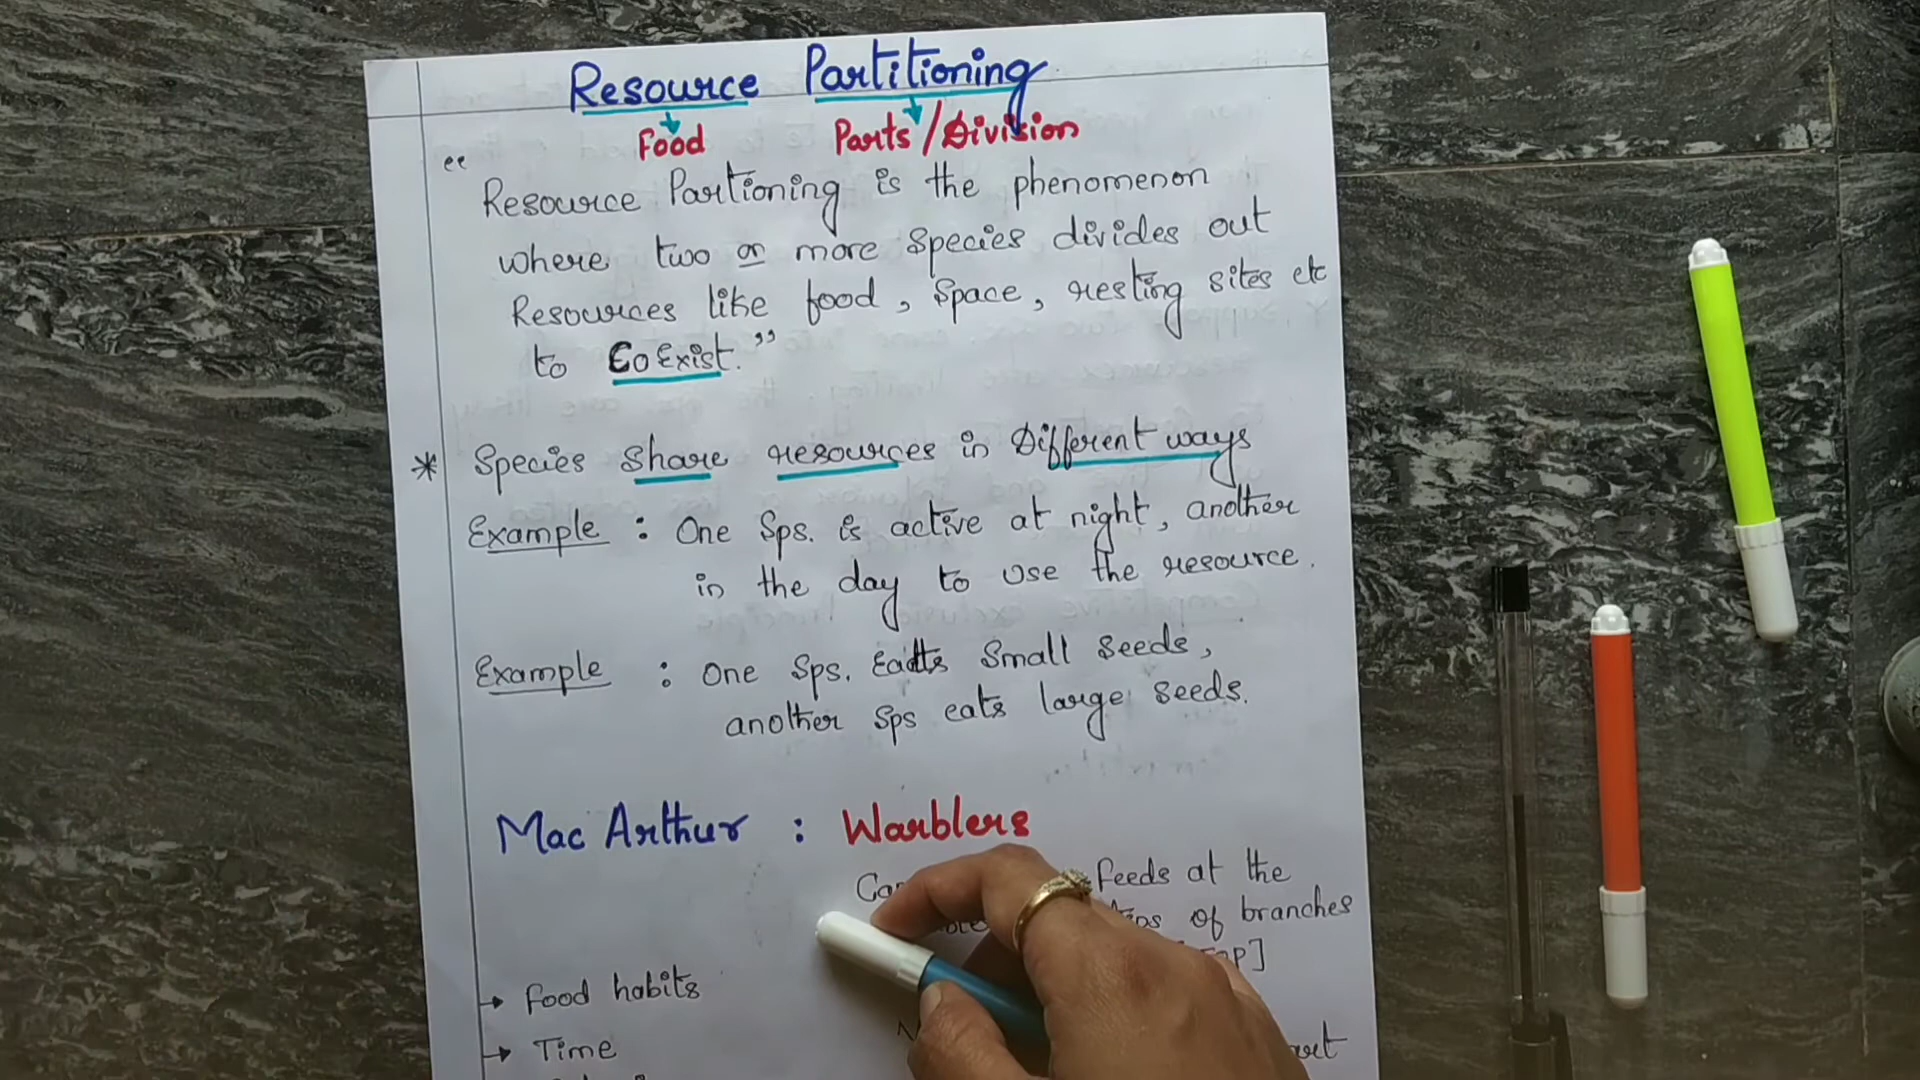 Resource Partitioning
Food Parts/Division
"Resource Partioning is the phenomenon
where two or more species divides out
Resources like food, space, resting sites etc
to CoExist."
* Species share resources in Different ways
Example : One Sps. is active at night, another
in the day to use the resource.
Example : One Sps. Eats small seeds,
another sps eats large seeds.
Mac Arthur : Warblers
feeds at the
tips of branches
→ food habits
→ Time